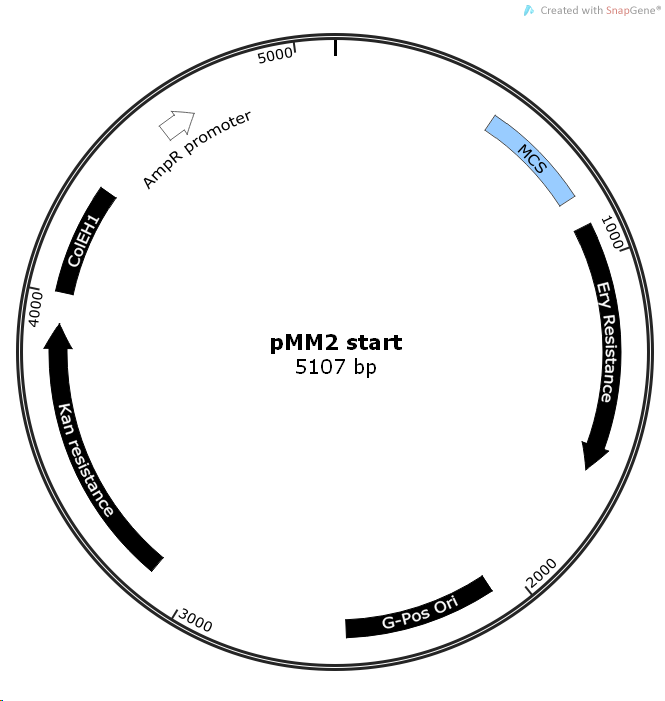 Created with SnapGene®
5000
AmpR promoter
MCS
1000
ColEH1
4000
Ery Resistance
pMM2 start
5107 bp
Kan resistance
2000
G-Pos Ori
3000